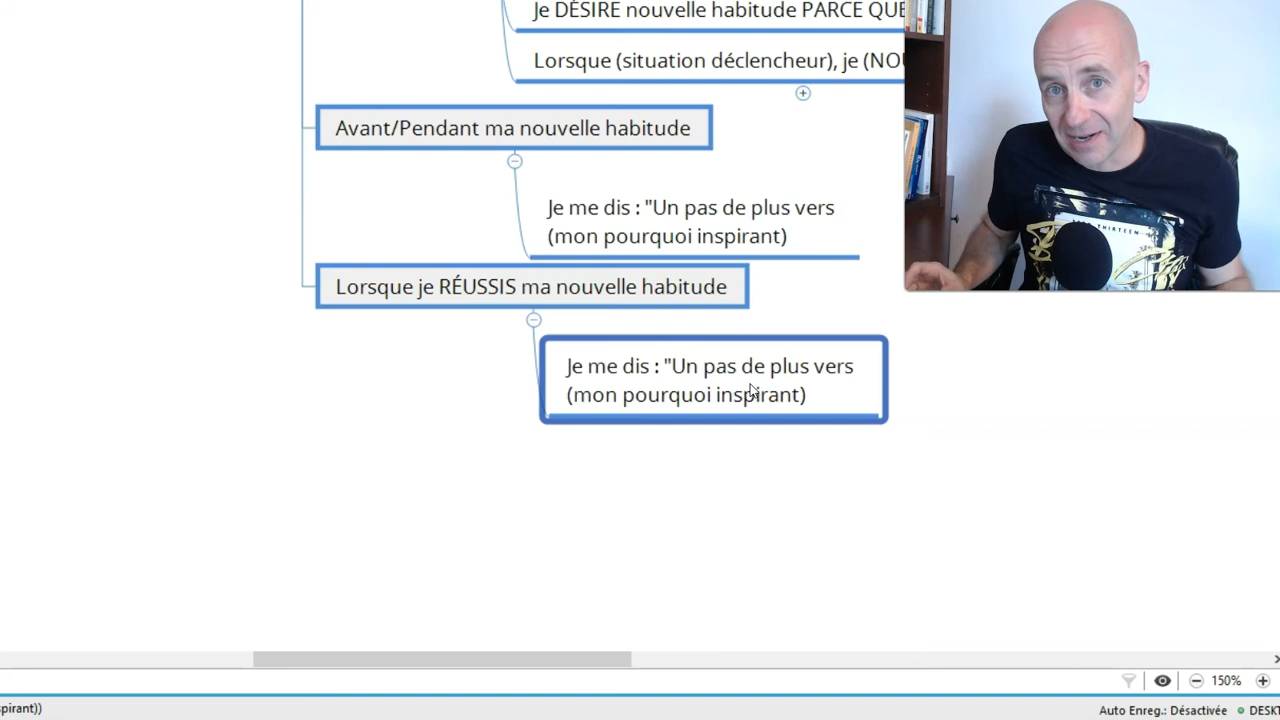 Je DÉSIRE nouvelle habitude PARCE QUE
Lorsque (situation déclencheur), je (NOU
Avant/Pendant ma nouvelle habitude
Je me dis : "Un pas de plus vers
(mon pourquoi inspirant)
Lorsque je RÉUSSIS ma nouvelle habitude
Je me dis : "Un pas de plus vers
(mon pourquoi inspirant)
THIRTEEN
150%
spirant))
Auto Enreg.: Désactivée
DESKT